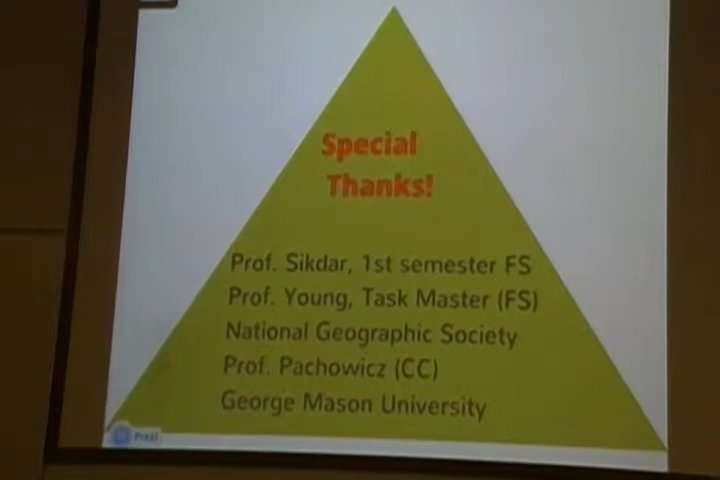 Special
Thanks!
Prof. Sikdar, 1st semester FS
Prof. Young, Task Master (FS)
National Geographic Society
Prof. Pachowicz (CC)
George Mason University
Prezi